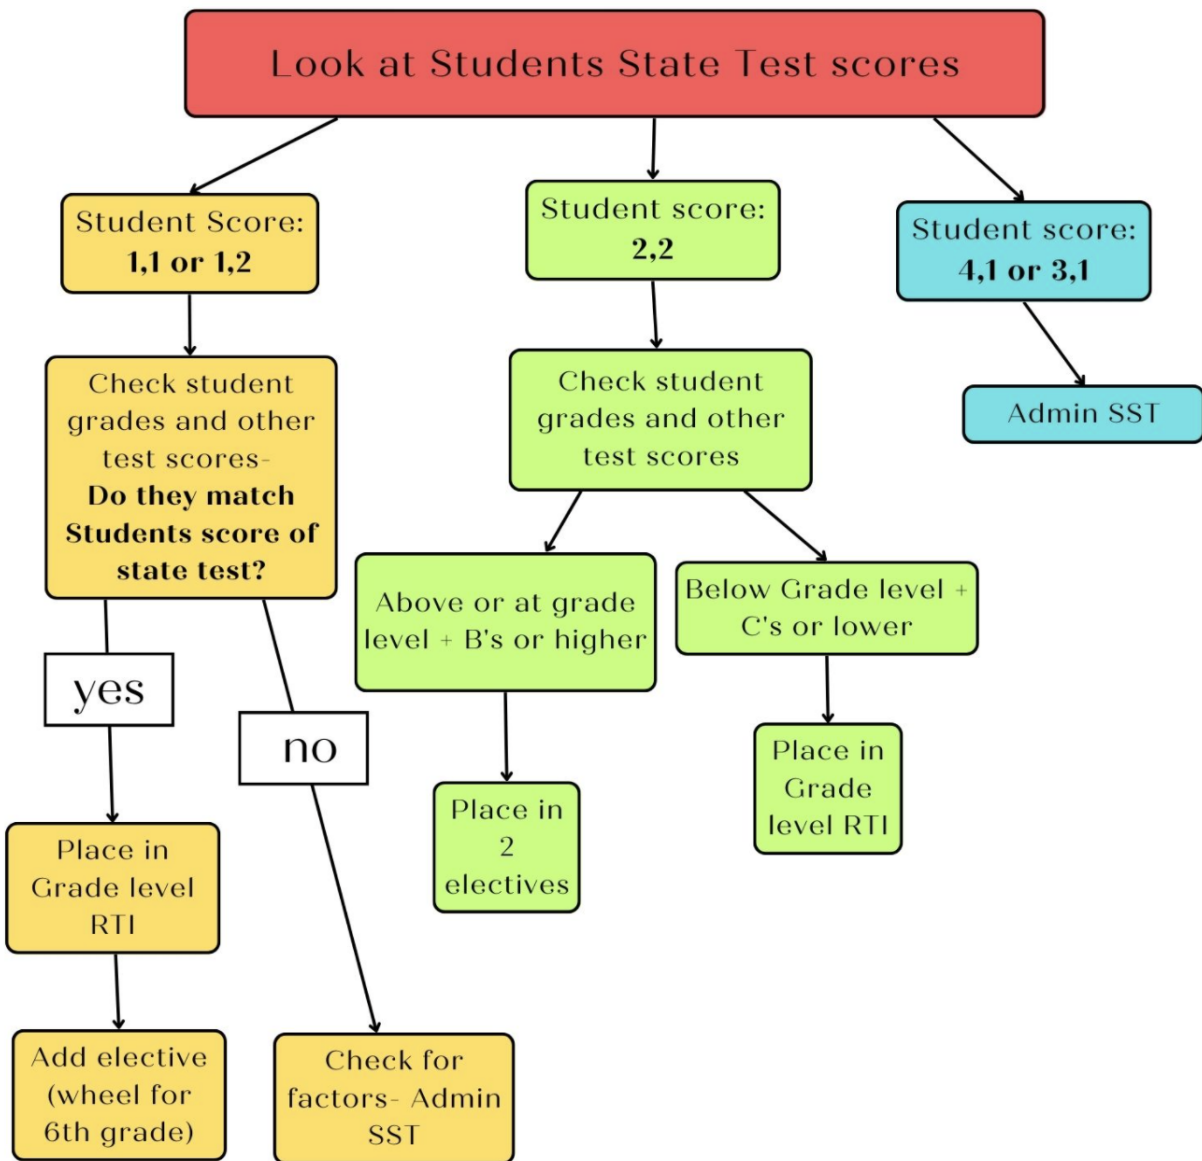 Look at Students State Test scores
Student Score:
1,1 or 1,2
Student score:
2,2
Student score:
4,1 or 3,1
Check student
grades and other
test scores-
Do they match
Students score of
state test?
Check student
grades and other
test scores
Admin SST
Above or at grade
level + B's or higher
Below Grade level +
C's or lower
yes
no
Place in
Grade level
RTI
Place in
2
electives
Place in
Grade
level RTI
Add elective
(wheel for
6th grade)
Check for
factors- Admin
SST